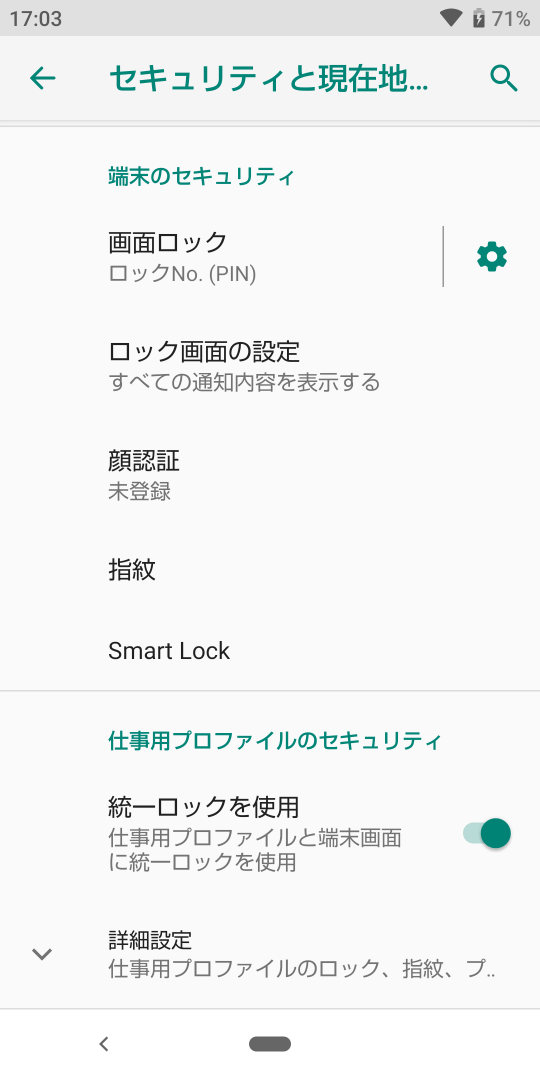 17:03
71%
セキュリティと現在地...
端末のセキュリティ
画面ロック
ロックNo. (PIN)
ロック画面の設定
すべての通知内容を表示する
顔認証
未登録
指紋
Smart Lock
仕事用プロファイルのセキュリティ
統一ロックを使用
仕事用プロファイルと端末画面
に統一ロックを使用
詳細設定
仕事用プロファイルのロック、指紋、プ..